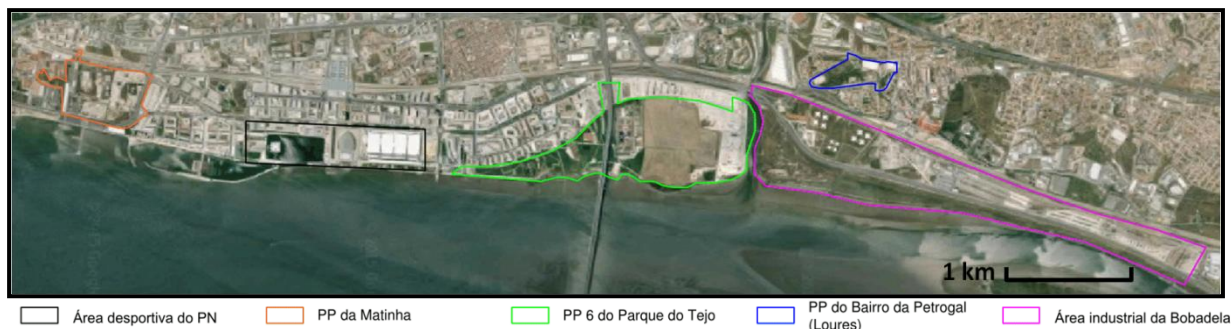 1 km
Área desportiva do PN
PP da Matinha
PP 6 do Parque do Tejo
PP do Bairro da Petrogal
(Loures)
Área industrial da Bobadela